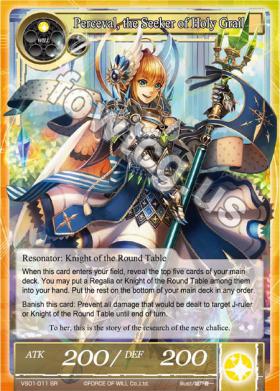 Perceval, the Seeker of Holy Grail
WILL
fowtcg.us
Resonator: Knight of the Round Table
When this card enters your field, reveal the top five cards of your main
deck. You may put a Regalia or Knight of the Round Table among them
into your hand. Put the rest on the bottom of your main deck in any order.
Banish this card: Prevent all damage that would be dealt to target J-ruler
or Knight of the Round Table until end of turn.
To her, this is the story of the research of the new chalice.
ATK 200/ DEF 200
VS01-011 SR ©FORCE OF WILL Co.,Ltd. Illust/